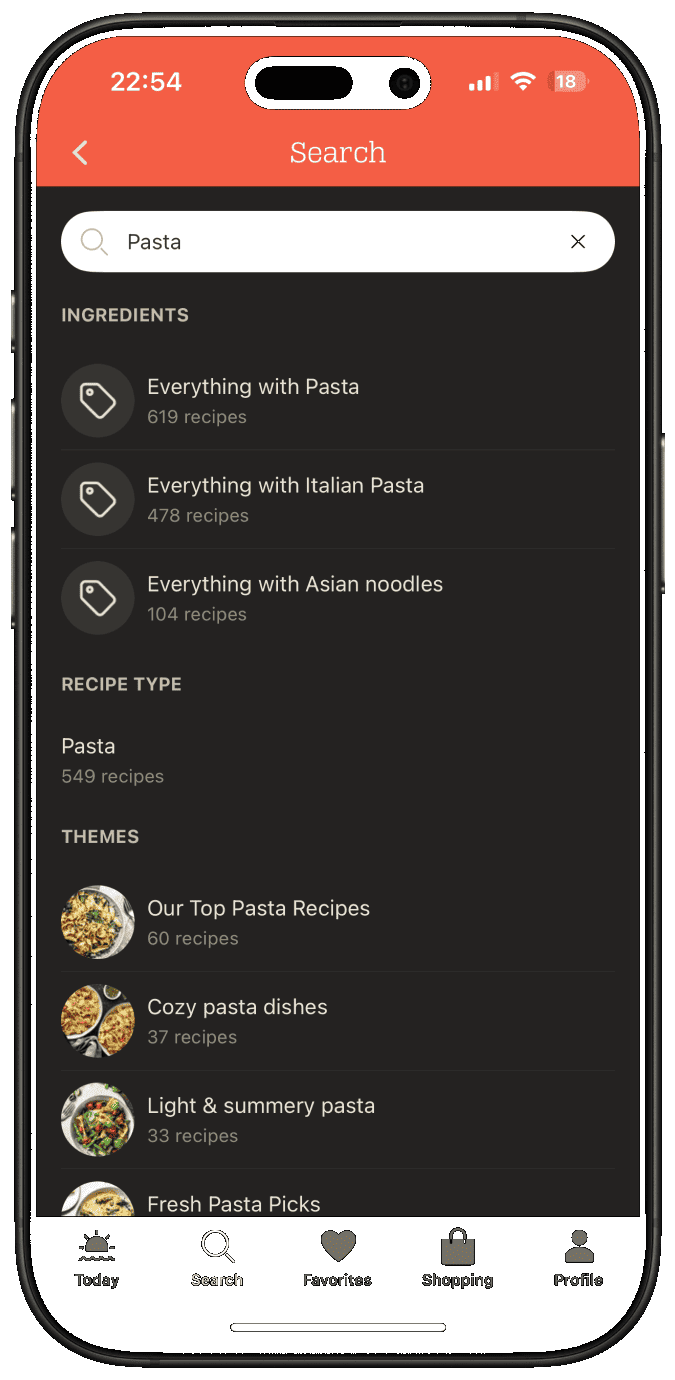 22:54
18
Search
Pasta
INGREDIENTS
Everything with Pasta
619 recipes
Everything with Italian Pasta
478 recipes
Everything with Asian noodles
104 recipes
RECIPE TYPE
Pasta
549 recipes
THEMES
Our Top Pasta Recipes
60 recipes
Cozy pasta dishes
37 recipes
Light & summery pasta
33 recipes
Fresh Pasta Picks
Today Search Favorites Shopping Profile